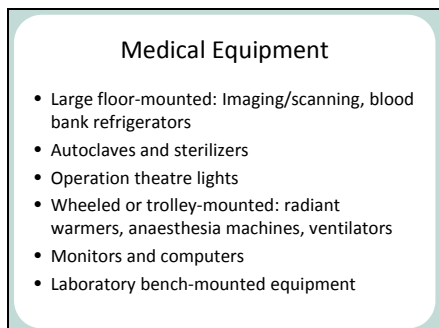 Medical Equipment
• Large floor-mounted: Imaging/scanning, blood
bank refrigerators
• Autoclaves and sterilizers
• Operation theatre lights
• Wheeled or trolley-mounted: radiant
warmers, anaesthesia machines, ventilators
• Monitors and computers
• Laboratory bench-mounted equipment